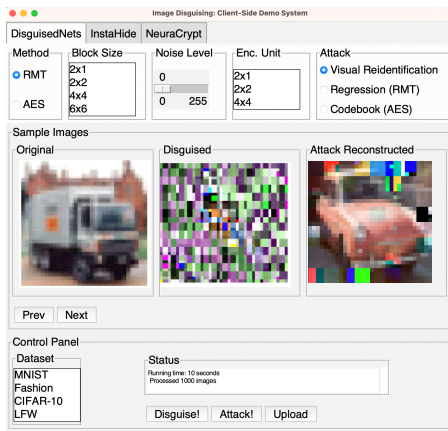 Image Disguising: Client-Side Demo System
DisguisedNets InstaHide NeuraCrypt
Method
RMT
AES
Block Size
2x1
2x2
4x4
6x6
Noise Level
0
0 255
Enc. Unit
2x1
2x2
4x4
Attack
Visual Reidentification
Regression (RMT)
Codebook (AES)
Sample Images
Original
Disguised
Attack Reconstructed
Prev Next
Control Panel
Dataset
MNIST
Fashion
CIFAR-10
LFW
Status
Running time: 10 seconds
Processed 1000 images
Disguise! Attack! Upload